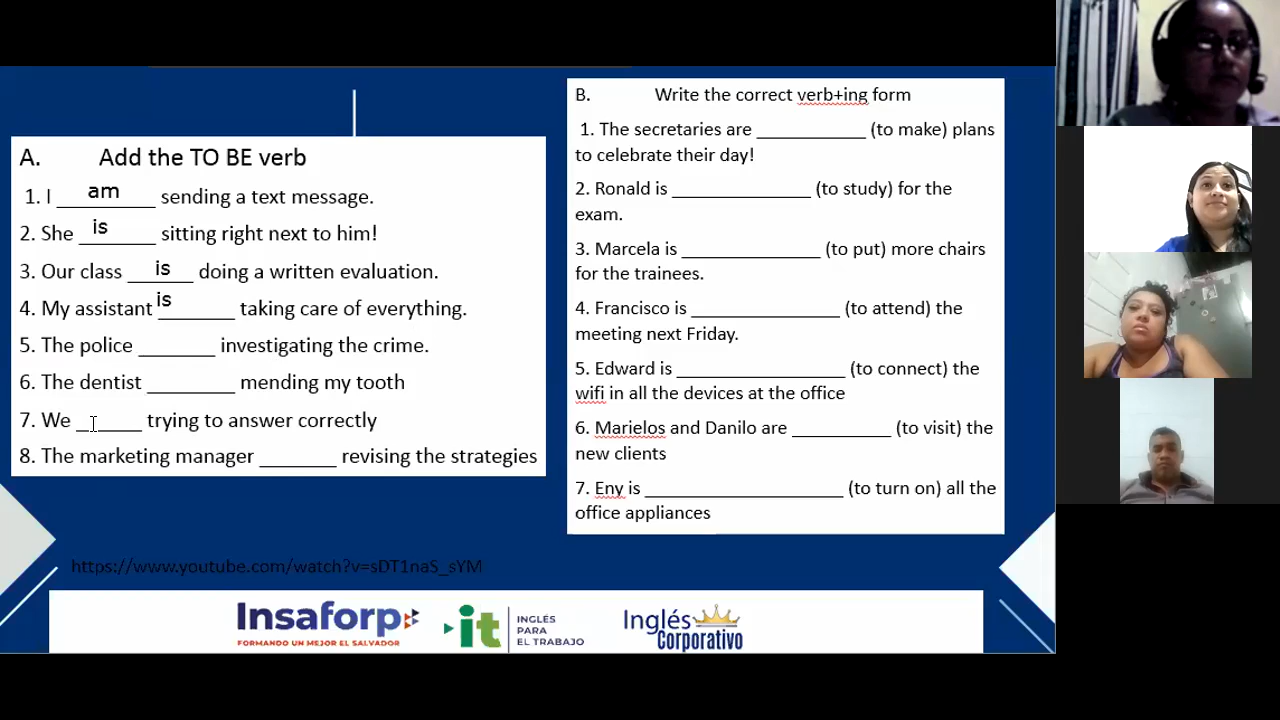 A. Add the TO BE verb
1. I am sending a text message.
2. She is sitting right next to him!
3. Our class is doing a written evaluation.
4. My assistant is taking care of everything.
5. The police ________ investigating the crime.
6. The dentist ________ mending my tooth
7. We ________ trying to answer correctly
8. The marketing manager ________ revising the strategies
B. Write the correct verb+ing form
1. The secretaries are ___________ (to make) plans
to celebrate their day!
2. Ronald is ______________ (to study) for the
exam.
3. Marcela is ______________ (to put) more chairs
for the trainees.
4. Francisco is _______________ (to attend) the
meeting next Friday.
5. Edward is _________________ (to connect) the
wifi in all the devices at the office
6. Marielos and Danilo are __________ (to visit) the
new clients
7. Eny is ____________________ (to turn on) all the
office appliances
https://www.youtube.com/watch?v=sDT1naS_sYM
Insaforp
FORMANDO UN MEJOR EL SALVADOR
it
INGLÉS
PARA
EL TRABAJO
Inglés
Corporativo